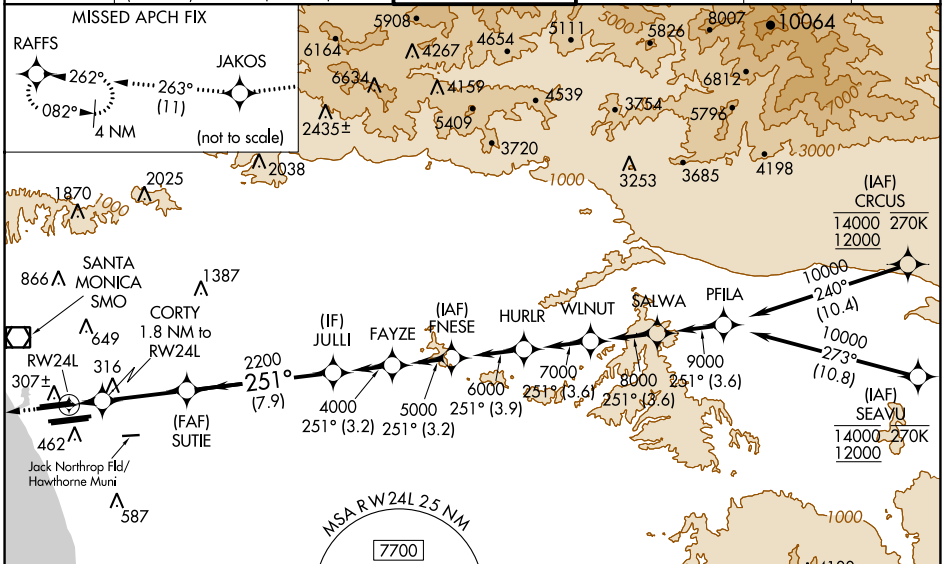 MISSED APCH FIX
RAFFS
JAKOS
262°
263°
(11)
082°
4 NM
(not to scale)
5908
6164
4267
4654
5111
5826
8007
10064
6634
4159
4539
3754
6812
5796
7000
2435±
5409
3720
3253
3685
4198
3000
2038
1000
2025
1870
1000
(IAF)
CRCUS
14000 270K
12000
866
SANTA
MONICA
SMO
1387
649
CORTY
1.8 NM to
RW24L
10000
240°
(10.4)
PFILA
SALWA
WLNUT
HURLR
(IAF)
FNESE
FAYZE
(IF)
JULLI
10000
273°
(10.8)
RW24L
316
307±
2200
251°
(7.9)
4000
251° (3.2)
5000
251° (3.2)
6000
251° (3.9)
7000
251° (3.6)
8000
251° (3.6)
9000
251° (3.6)
(IAF)
SEAVU
14000 270K
12000
(FAF)
SUTIE
462
Jack Northrop Fld/
Hawthorne Muni
587
MSA RW24L 25 NM
7700
1000